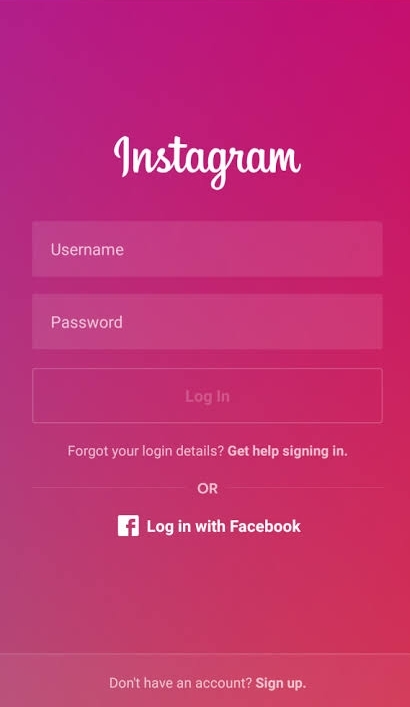 Instagram
Username
Password
Log In
Forgot your login details? Get help signing in.
OR
Log in with Facebook
Don't have an account? Sign up.